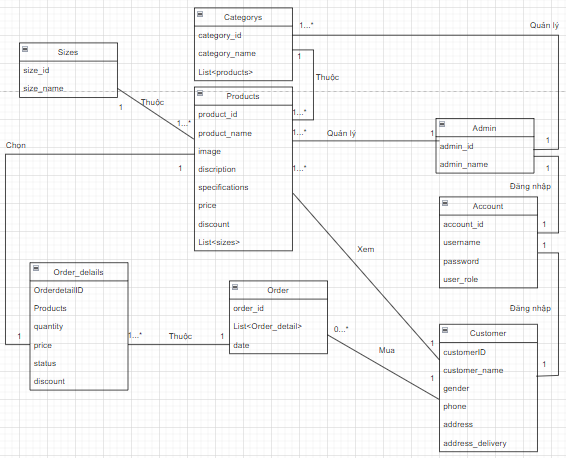 Categorys
category_id
category_name
List<products>
1...*
Quản lý
Sizes
size_id
size_name
1
Thuộc
1...*
1
Thuộc
1...*
Products
product_id
product_name
image
discription
specifications
price
discount
List<sizes>
1...*
Quản lý
1
Admin
admin_id
admin_name
1
1
Đăng nhập
Account
account_id
username
password
user_role
1
1
Đăng nhập
Chọn
1
1...*
Xem
1
Order_delails
OrderdetailID
Products
quantity
price
status
discount
1
1...*
Thuộc
1
Order
order_id
List<Order_detail>
date
0...*
Mua
1
Customer
customerID
customer_name
gender
phone
address
address_delivery
1